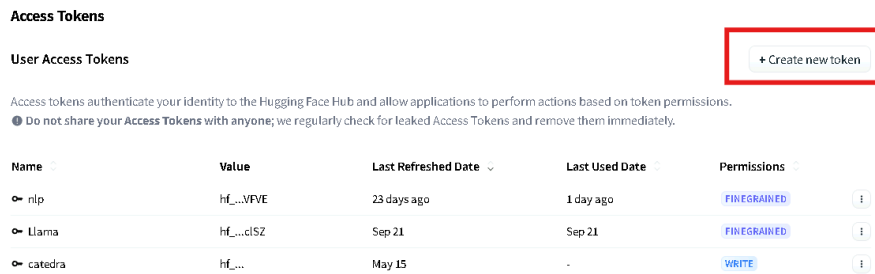 Access Tokens
User Access Tokens
+ Create new token
Access tokens authenticate your identity to the Hugging Face Hub and allow applications to perform actions based on token permissions.
Do not share your Access Tokens with anyone; we regularly check for leaked Access Tokens and remove them immediately.
Name Value Last Refreshed Date Last Used Date Permissions
nlp hf_...VFVE 23 days ago 1 day ago FINEGRAINED
Llama hf_...clSZ Sep 21 Sep 21 FINEGRAINED
catedra hf_... May 15 - WRITE